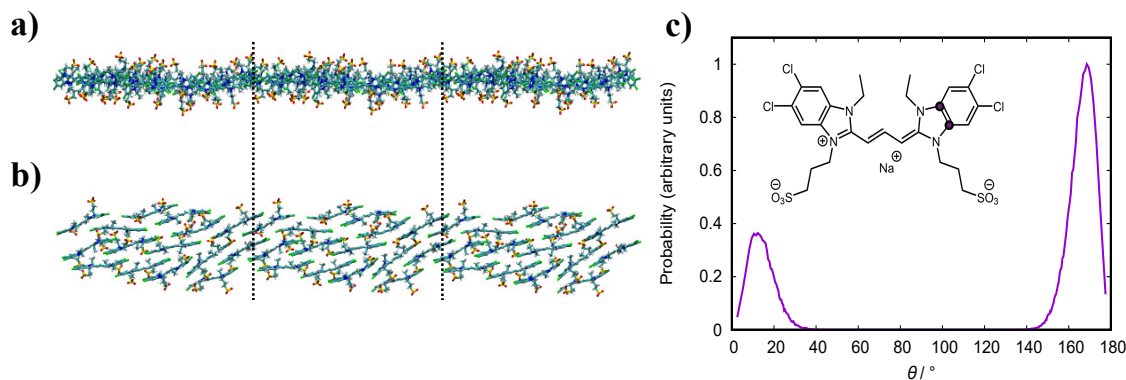 a)
b)
c)
Probability (arbitrary units)
1
0.8
0.6
0.4
0.2
0
0 20 40 60 80 100 120 140 160 180
θ / °
Cl
Cl
N
N
⊕
N
Na
⊕
N
Cl
Cl
⊖
O₃S
⊖
SO₃